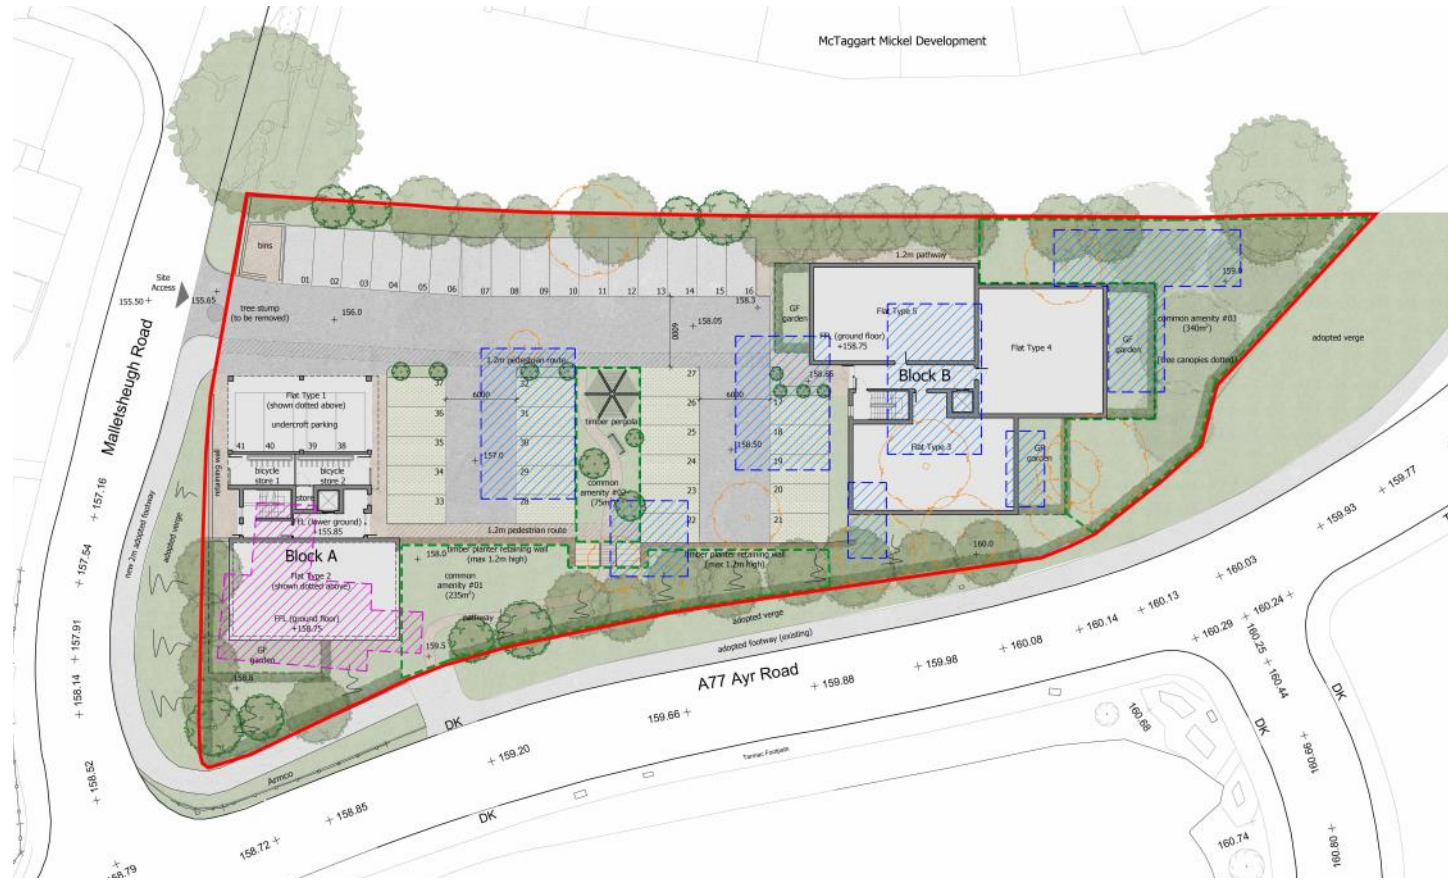 McTaggart Mickel Development
bins
01
02
03
04
05
06
07
08
09
10
11
12
13
14
15
16
1.2m pathway
Site
Access
155.50
155.65
tree stump
(to be removed)
156.0
158.3
158.05
6000
GF
garden
Flat Type 5
FFL (ground floor)
+158.75
Flat Type 4
GF
garden
159.0
common amenity #03
(340m²)
(tree canopies dotted)
adopted verge
Malletsheugh Road
1.2m pedestrian route
Flat Type 1
(shown dotted above)
undercroft parking
41
40
39
38
37
35
34
33
6000
32
31
30
29
28
157.0
timber pergola
common
amenity #02
(75m²)
27
26
25
24
23
22
6000
158.50
158.65
17
18
19
20
21
Block B
Flat Type 3
GF
garden
retaining wall
bicycle
store 1
bicycle
store 2
store
FFL (lower ground)
+155.85
Block A
Flat Type 2
(shown dotted above)
FFL (ground floor)
+158.75
GF
garden
158.8
1.2m pedestrian route
timber planter retaining wall
(max 1.2m high)
timber planter retaining wall
(max 1.2m high)
158.0
common
amenity #01
(235m²)
pathway
159.5
160.0
new 2m adopted footway
adopted verge
adopted verge
adopted footway (existing)
A77 Ayr Road
157.16
157.54
157.91
158.14
158.52
158.79
158.72
158.85
159.20
159.66
159.88
159.98
160.08
160.14
160.13
160.03
159.93
159.77
160.29
160.24
160.25
160.44
160.66
160.80
160.68
160.74
Armco
DK
DK
DK
DK
Tarmac Footpath